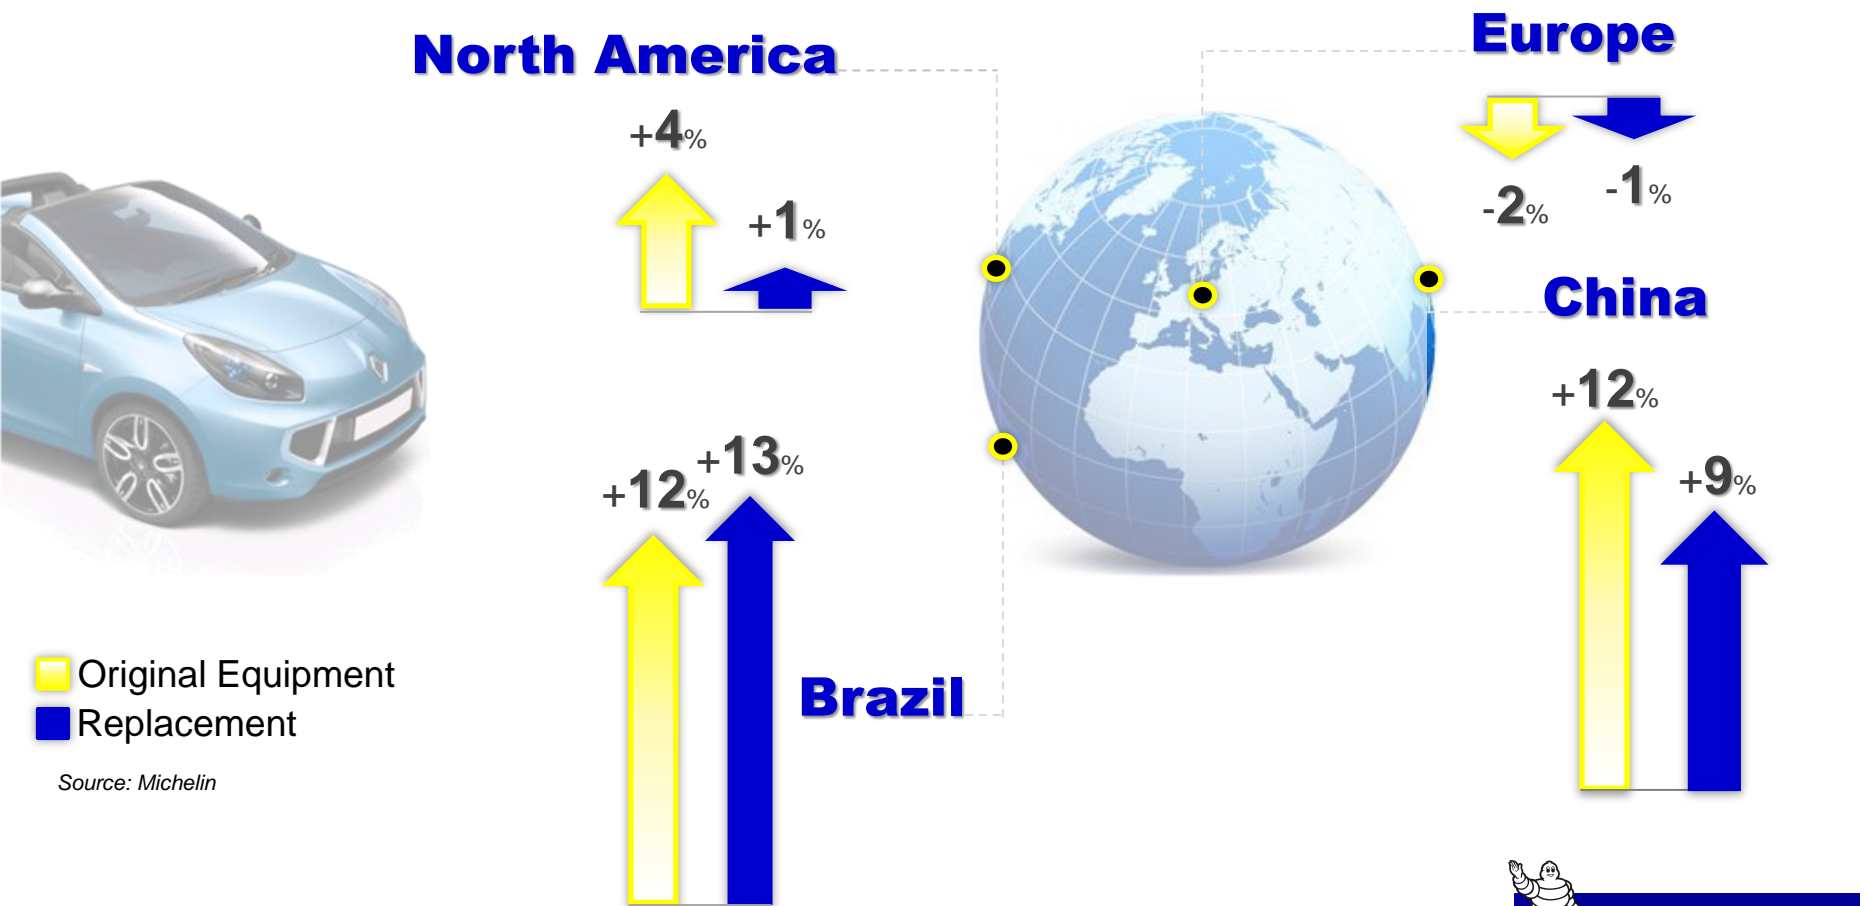 North America
+4%
+1%
Europe
-2%
-1%
China
+12%
+9%
+12%
+13%
Brazil
Original Equipment
Replacement
Source: Michelin